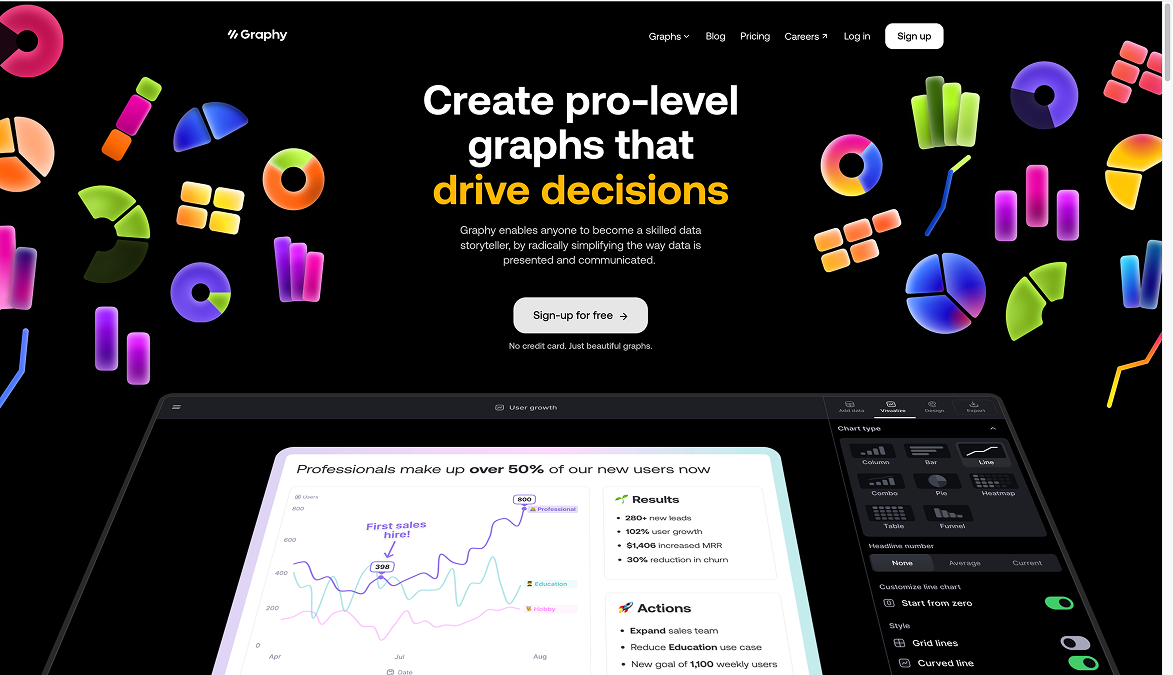 Graphy
Graphs
Blog
Pricing
Careers ↗
Log in
Sign up
Create pro-level
graphs that
drive decisions
Graphy enables anyone to become a skilled data
storyteller, by radically simplifying the way data is
presented and communicated.
Sign-up for free →
No credit card. Just beautiful graphs.
User growth
Add data
Visualize
Design
Export
Professionals make up over 50% of our new users now
Users
800
600
400
200
0
Apr
Jul
Aug
Date
First sales
hire!
398
800
Professional
Education
Hobby
Results
• 280+ new leads
• 102% user growth
• $1,406 increased MRR
• 30% reduction in churn
Actions
• Expand sales team
• Reduce Education use case
• New goal of 1,100 weekly users
Chart type
Column
Bar
Line
Combo
Pie
Heatmap
Table
Funnel
Headline number
None
Average
Current
Customize line chart
Start from zero
Style
Grid lines
Curved line